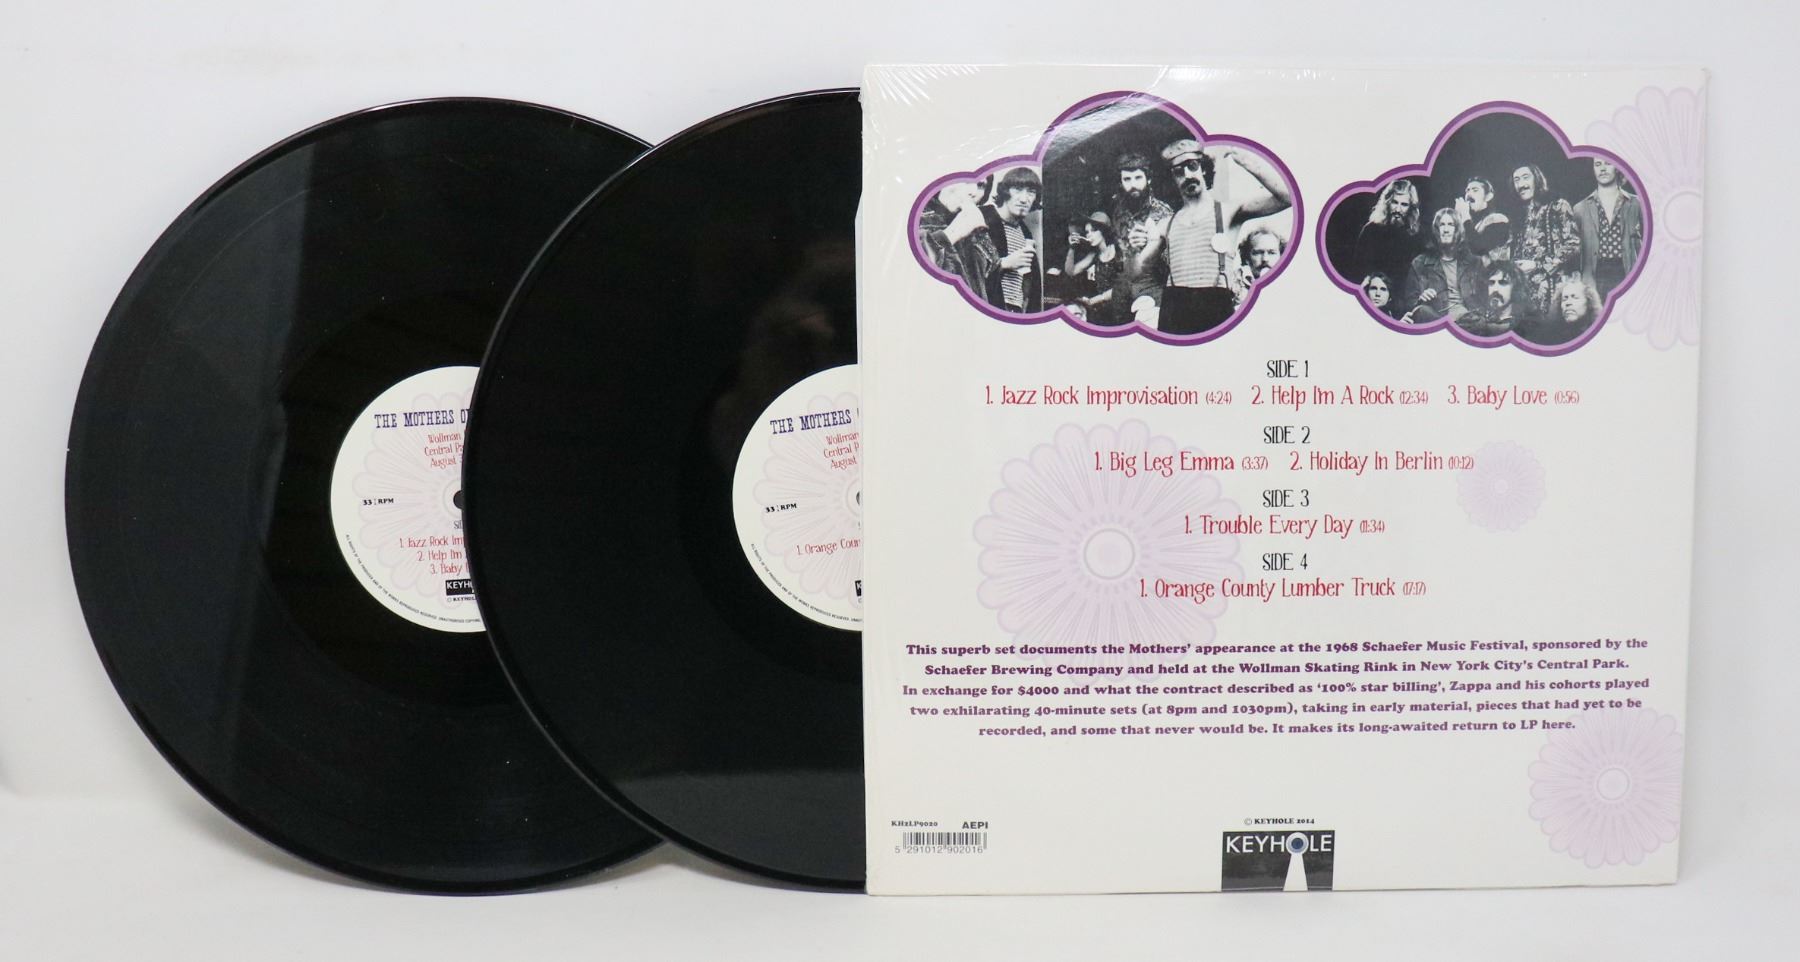 THE MOTHERS
Wollman
Central
August
33⅓ RPM
1. Jazz Rock
2. Help I'm
3. Baby
KEYHOLE
THE MOTHERS
Wollman
Central
August
33⅓ RPM
1. Orange
SIDE 1
1. Jazz Rock Improvisation (4:24) 2. Help I'm A Rock (12:34) 3. Baby Love (0:56)
SIDE 2
1. Big Leg Emma (3:37) 2. Holiday In Berlin (10:12)
SIDE 3
1. Trouble Every Day (11:34)
SIDE 4
1. Orange County Lumber Truck (17:17)
This superb set documents the Mothers' appearance at the 1968 Schaefer Music Festival, sponsored by the
Schaefer Brewing Company and held at the Wollman Skating Rink in New York City's Central Park.
In exchange for $4000 and what the contract described as '100% star billing', Zappa and his cohorts played
two exhilarating 40-minute sets (at 8pm and 1030pm), taking in early material, pieces that had yet to be
recorded, and some that never would be. It makes its long-awaited return to LP here.
KH2LP9020 AEPI
5 291012 902016
© KEYHOLE 2014
KEYHOLE